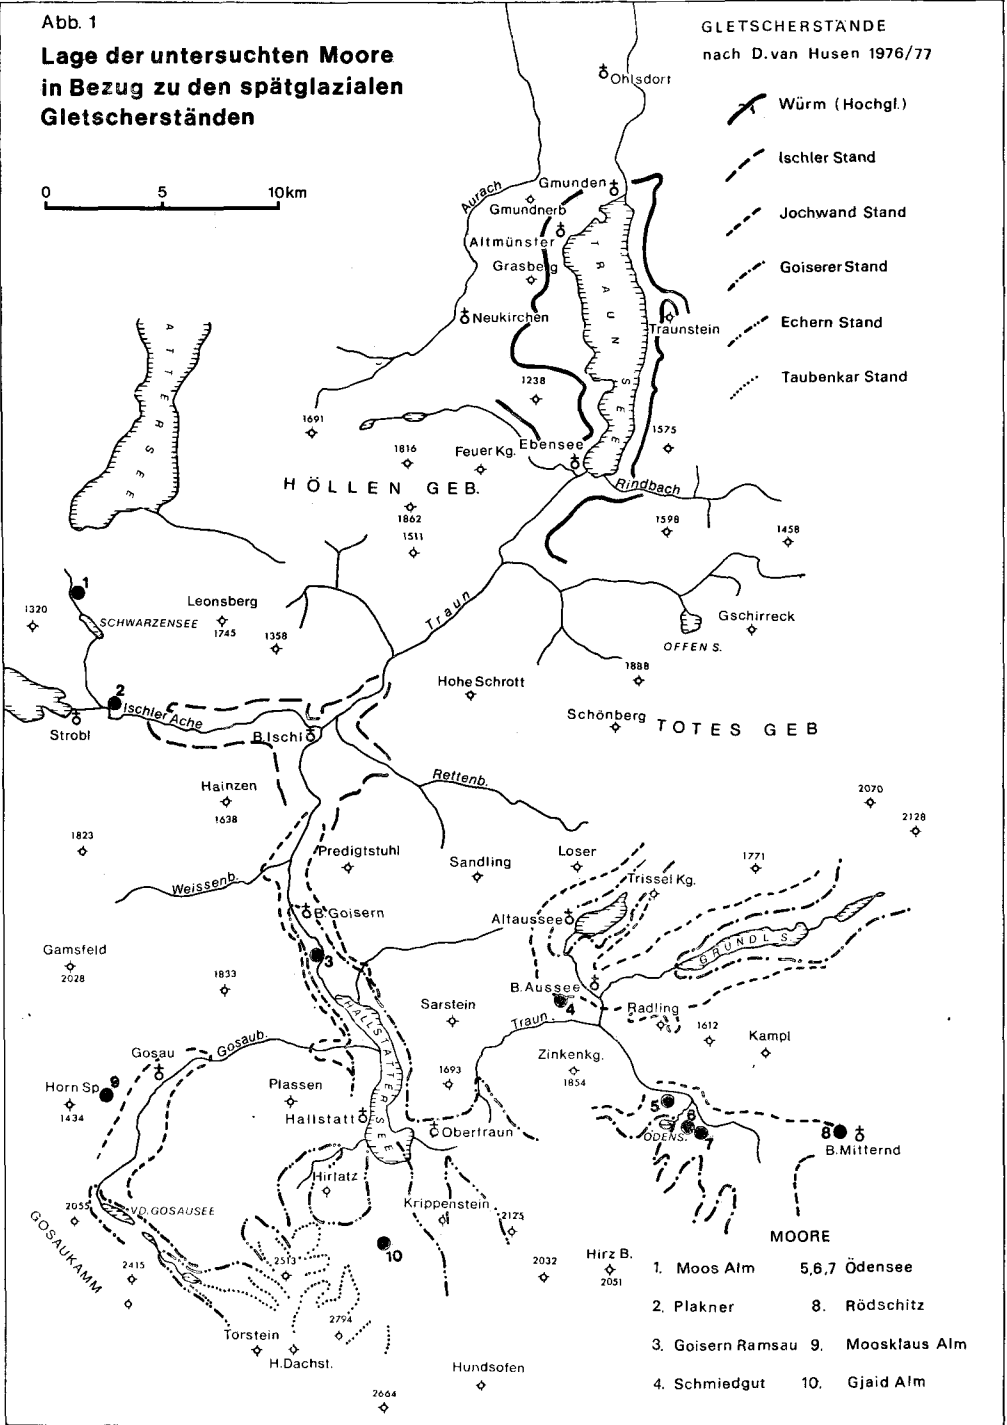 Abb. 1
Lage der untersuchten Moore
in Bezug zu den spätglazialen
Gletscherständen
0 5 10km
GLETSCHERSTÄNDE
nach D. van Husen 1976/77
Würm (Hochgl.)
Ischler Stand
Jochwand Stand
Goiserer Stand
Echern Stand
Taubenkar Stand
Ohlsdorf
Aurach
Gmunden
Gmundnerb
Altmünster
Grasberg
Neukirchen
TRAUNSEE
Traunstein
ATTERSEE
1238
1691
1816
Feuer Kg.
Ebensee
1575
HÖLLEN GEB.
Rindbach
1862
1511
1598
1458
1
1320
Leonsberg
1745
SCHWARZENSEE
1358
Traun
Gschirreck
OFFEN S.
1888
Hohe Schrott
2
Ischler Ache
Strobl
B.Ischl
Schönberg
TOTES GEB
Hainzen
1638
Rettenb.
2070
2128
1823
Predigtstuhl
Sandling
Loser
1771
Weissenb.
Trissel Kg.
B.Goisern
Altaussee
GRUNDL S.
Gamsfeld
2028
3
1833
B.Aussee
4
HALLSTÄTTER SEE
Sarstein
Traun
Radling
1612
Kampl
Gosau
Gosaub.
Zinkenkg.
1854
Horn Sp
1434
9
Plassen
1693
Hallstatt
Obertraun
5
6
7
ÖDENS.
8
B.Mitternd
Hirlatz
Krippenstein
2125
2055
VD.GOSAUSEE
GOSAUKAMM
10
2415
2513
2032
Hirz B.
2051
2794
Torstein
H.Dachst.
Hundsofen
2664
MOORE
1. Moos Alm 5,6,7 Ödensee
2. Plakner 8. Rödschitz
3. Goisern Ramsau 9. Moosklaus Alm
4. Schmiedgut 10. Gjaid Alm